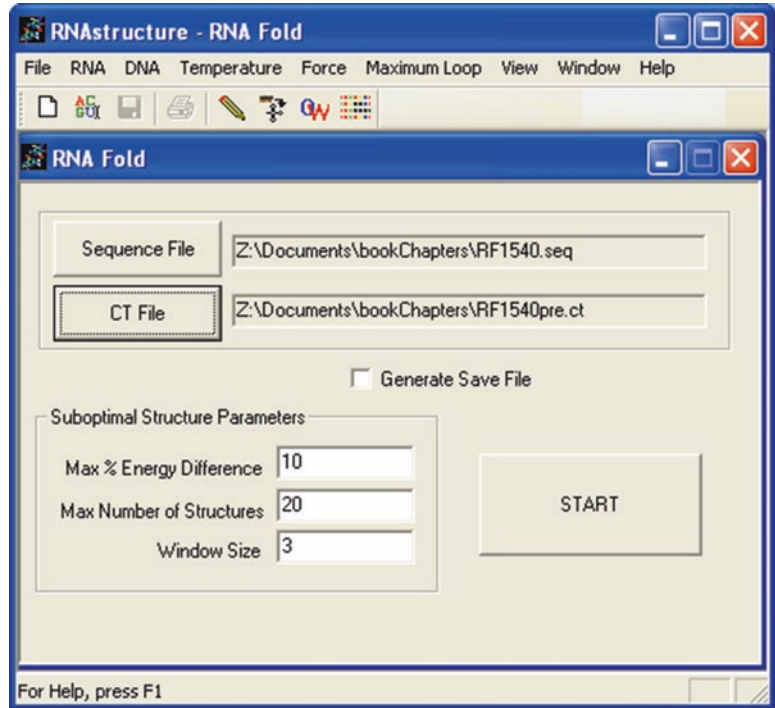 RNAstructure - RNA Fold
File RNA DNA Temperature Force Maximum Loop View Window Help
RNA Fold
Sequence File Z:\Documents\bookChapters\RF1540.seq
CT File Z:\Documents\bookChapters\RF1540pre.ct
Generate Save File
Suboptimal Structure Parameters
Max % Energy Difference 10
Max Number of Structures 20
START
Window Size 3
For Help, press F1